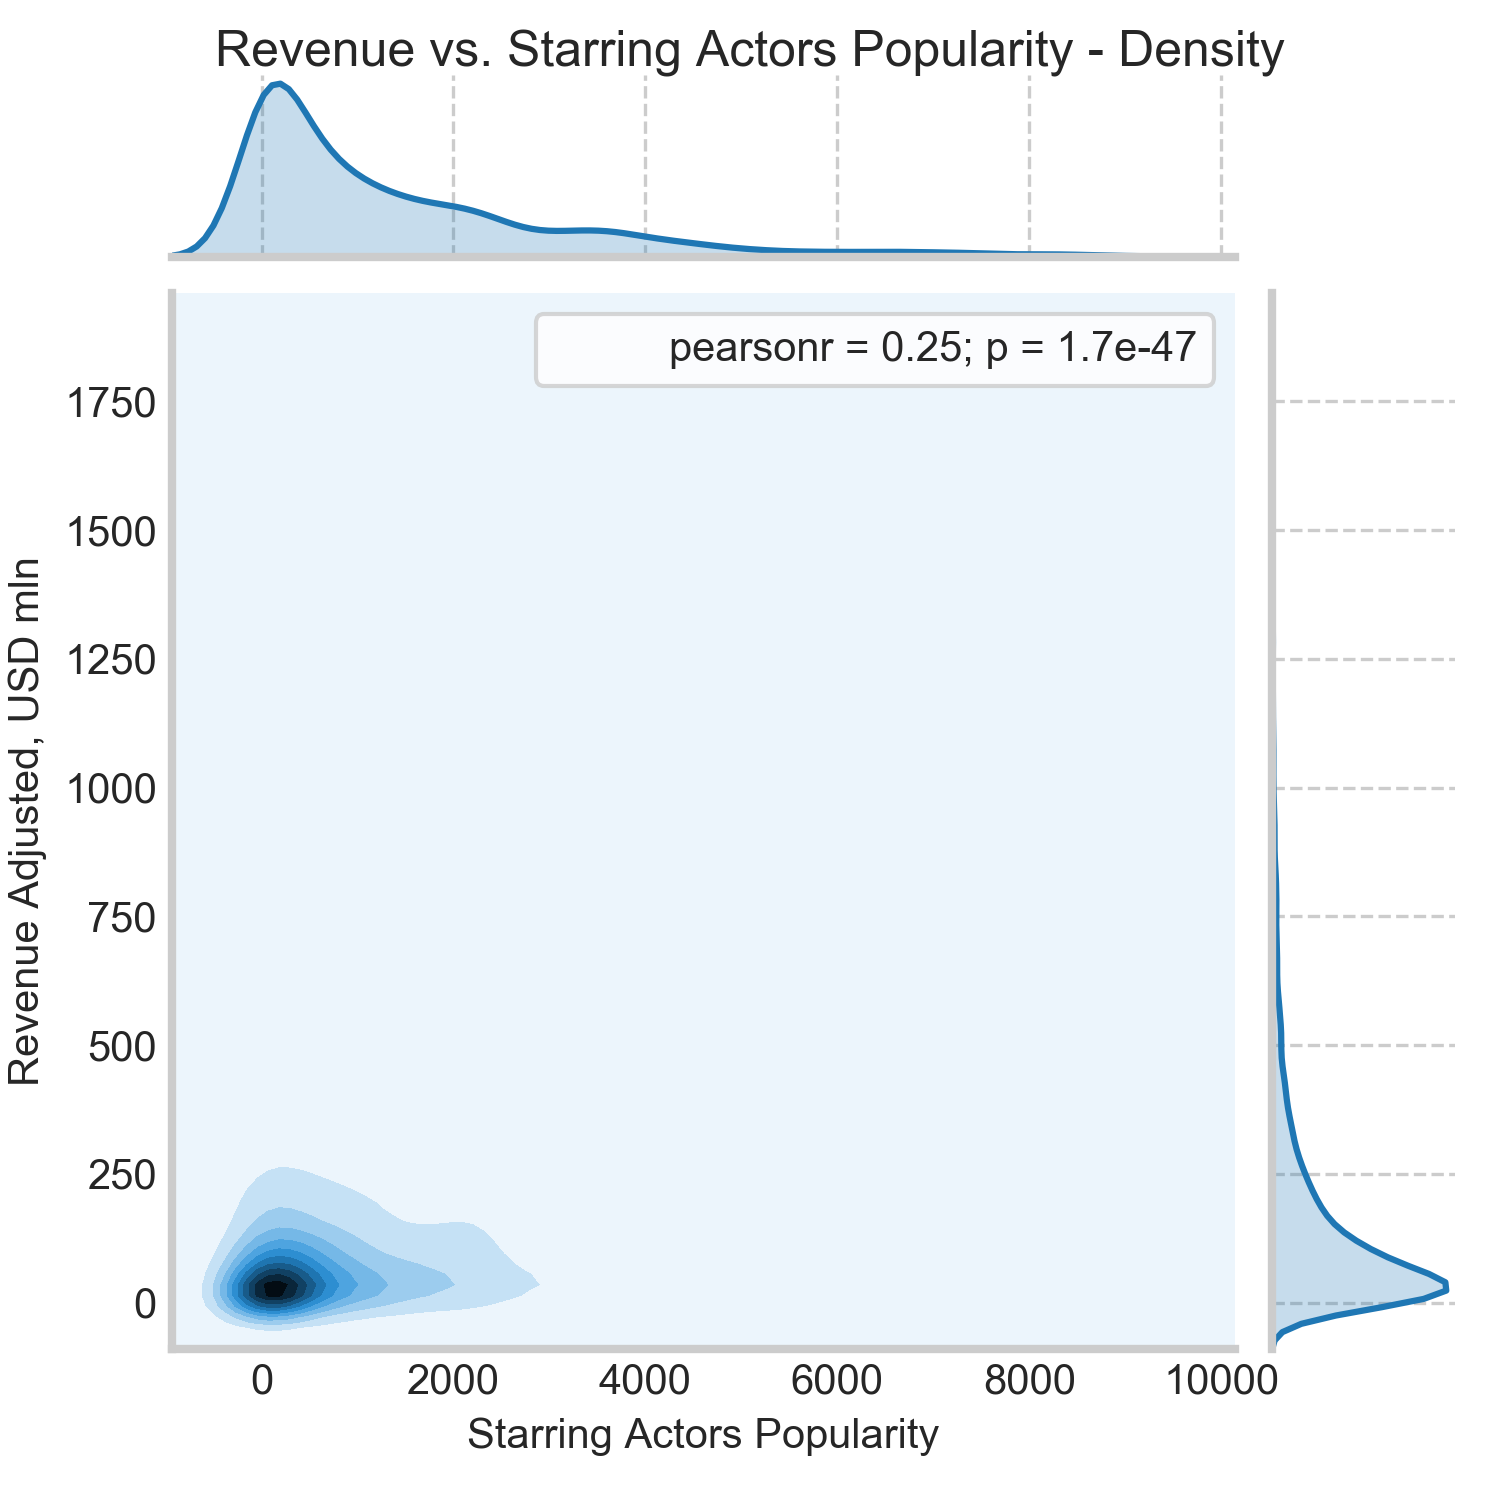 Revenue vs. Starring Actors Popularity - Density
pearsonr = 0.25; p = 1.7e-47
1750
1500
1250
1000
750
500
250
0
Revenue Adjusted, USD mln
0 2000 4000 6000 8000 10000
Starring Actors Popularity